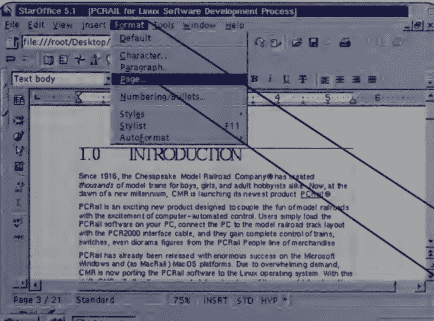 StarOffice 5.1 [PCRAIL for Linux Software Development Process]
File Edit View Insert Format Tools Window Help
file:///root/Desktop/
Default
Character...
Paragraph...
Page...
Text body
B i U
Numbering/Bullets...
4 5 6
Styles
Stylist F11
AutoFormat
1.0 INTRODUCTION
Since 1916, the Chesapeake Model Railroad Company® has created
thousands of model trains for boys, girls, and adult hobbyists alike. Now, at the
dawn of a new millennium, CMR is launching its newest product: PCRail®
PCRail is an exciting new product designed to couple the fun of model railroads
with the excitement of computer-automated control. Users simply load the
PCRail software on your PC, connect the PC to the model railroad track layout
with the PCR2000 interface cable, and they gain complete control of trains,
switches, even diorama figures from the PCRail People line of merchandise
PCRail has already been released with enormous success on the Microsoft
Windows and (as MacRail) MacOS platforms. Due to overwhelming demand,
CMR is now porting the PCRail software to the Linux operating system. With this
Page 3 / 21 Standard 75% INSRT STD HYP *